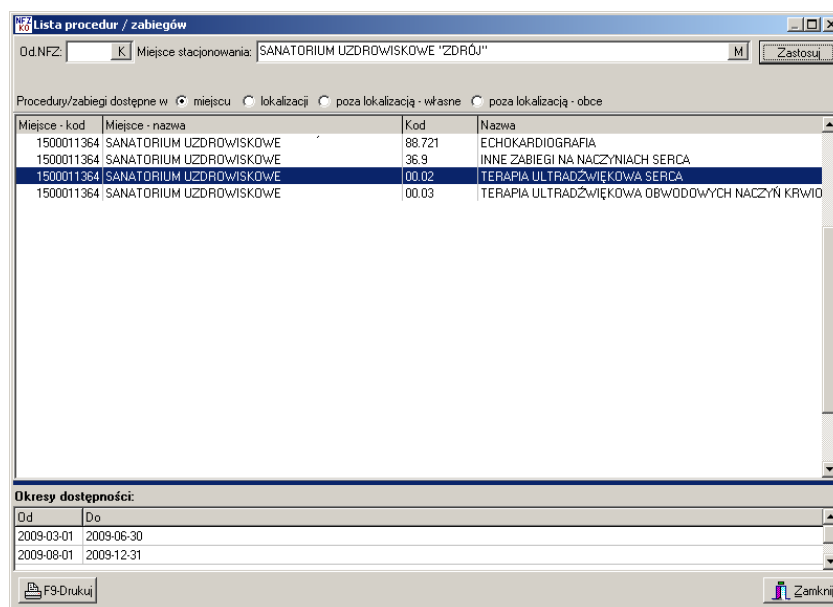 NFZ KO Lista procedur / zabiegów
Od.NFZ: K Miejsce stacjonowania: SANATORIUM UZDROWISKOWE "ZDRÓJ" M Zastosuj
Procedury/zabiegi dostępne w miejscu lokalizacji poza lokalizacją - własne poza lokalizacją - obce
Miejsce - kod Miejsce - nazwa Kod Nazwa
1500011364 SANATORIUM UZDROWISKOWE 88.721 ECHOKARDIOGRAFIA
1500011364 SANATORIUM UZDROWISKOWE 36.9 INNE ZABIEGI NA NACZYNIACH SERCA
1500011364 SANATORIUM UZDROWISKOWE 00.02 TERAPIA ULTRADŹWIĘKOWA SERCA
1500011364 SANATORIUM UZDROWISKOWE 00.03 TERAPIA ULTRADŹWIĘKOWA OBWODOWYCH NACZYŃ KRWIO
Okresy dostępności:
Od Do
2009-03-01 2009-06-30
2009-08-01 2009-12-31
F9-Drukuj Zamknij